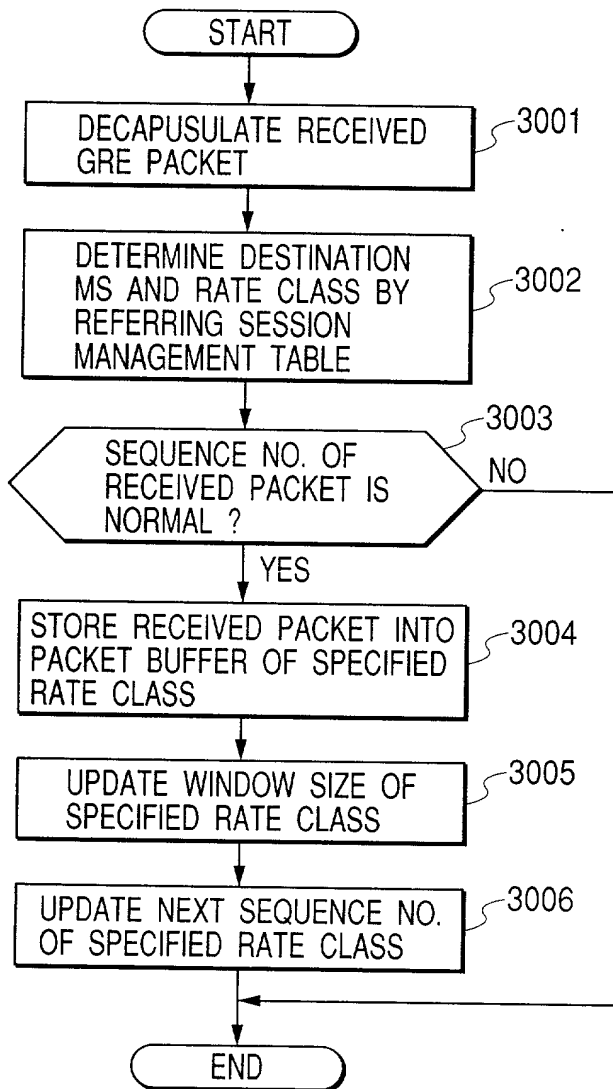 START
DECAPUSULATE RECEIVED
GRE PACKET
3001
DETERMINE DESTINATION
MS AND RATE CLASS BY
REFERRING SESSION
MANAGEMENT TABLE
3002
3003
SEQUENCE NO. OF
RECEIVED PACKET IS
NORMAL ?
NO
YES
STORE RECEIVED PACKET INTO
PACKET BUFFER OF SPECIFIED
RATE CLASS
3004
UPDATE WINDOW SIZE OF
SPECIFIED RATE CLASS
3005
UPDATE NEXT SEQUENCE NO.
OF SPECIFIED RATE CLASS
3006
END